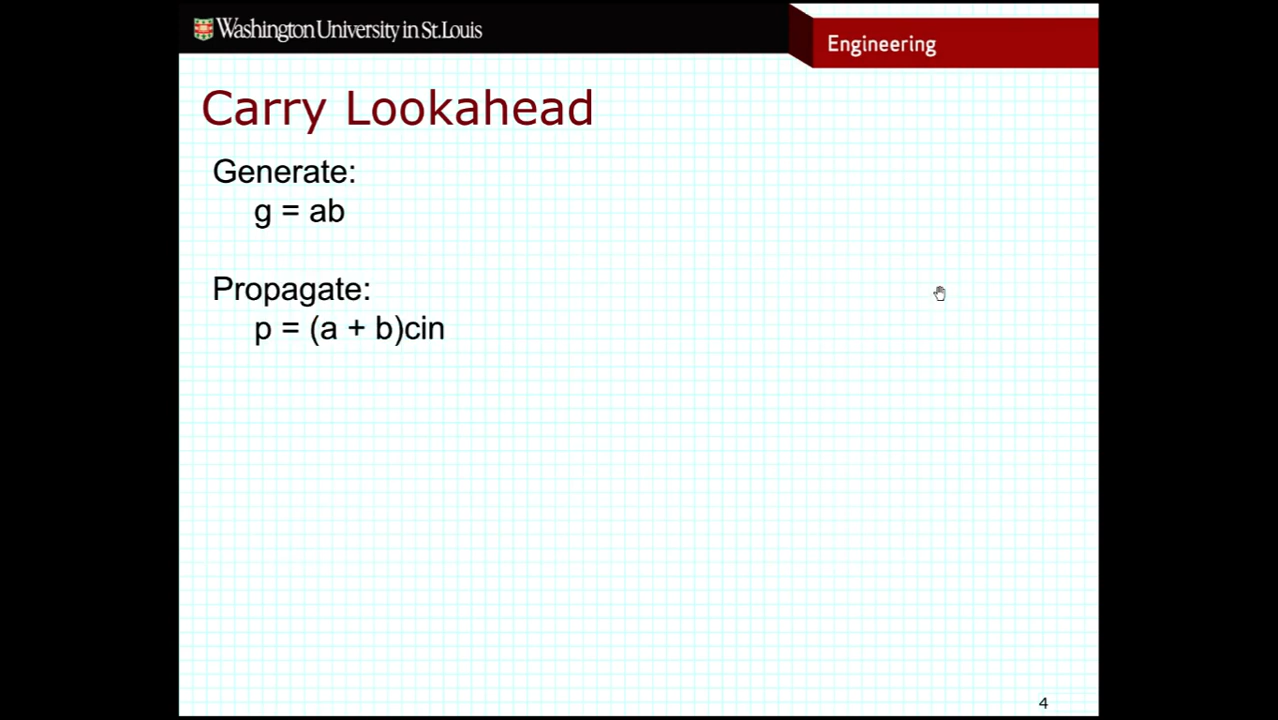 Washington University in St.Louis
Engineering
Carry Lookahead
Generate:
g = ab
Propagate:
p = (a + b)cin
4